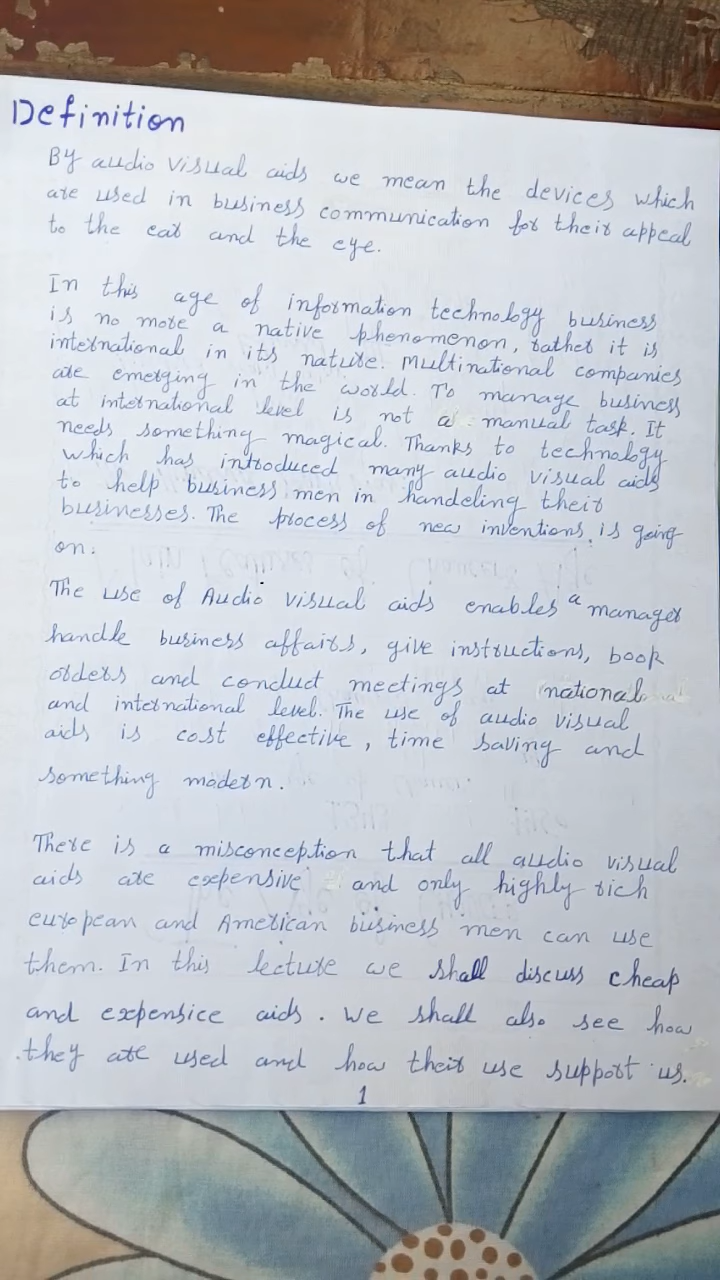 Definition
By audio visual aids we mean the devices which
are used in business communication for their appeal
to the ear and the eye.
In this age of information technology business
is no more a native phenomenon, rather it is
international in its nature. Multinational companies
are emerging in the world. To manage business
at international level is not a manual task. It
needs something magical. Thanks to technology
which has introduced many audio visual aids
to help business men in handeling their
businesses. The process of new inventions is going
on.
The use of Audio visual aids enables a manager
handle business affairs, give instructions, book
orders and conduct meetings at national
and international level. The use of audio visual
aids is cost effective, time saving and
something modern.
There is a misconception that all audio visual
aids are expensive and only highly rich
european and American business men can use
them. In this lecture we shall discuss cheap
and expensice aids. We shall also see how
they are used and how their use support us.
1